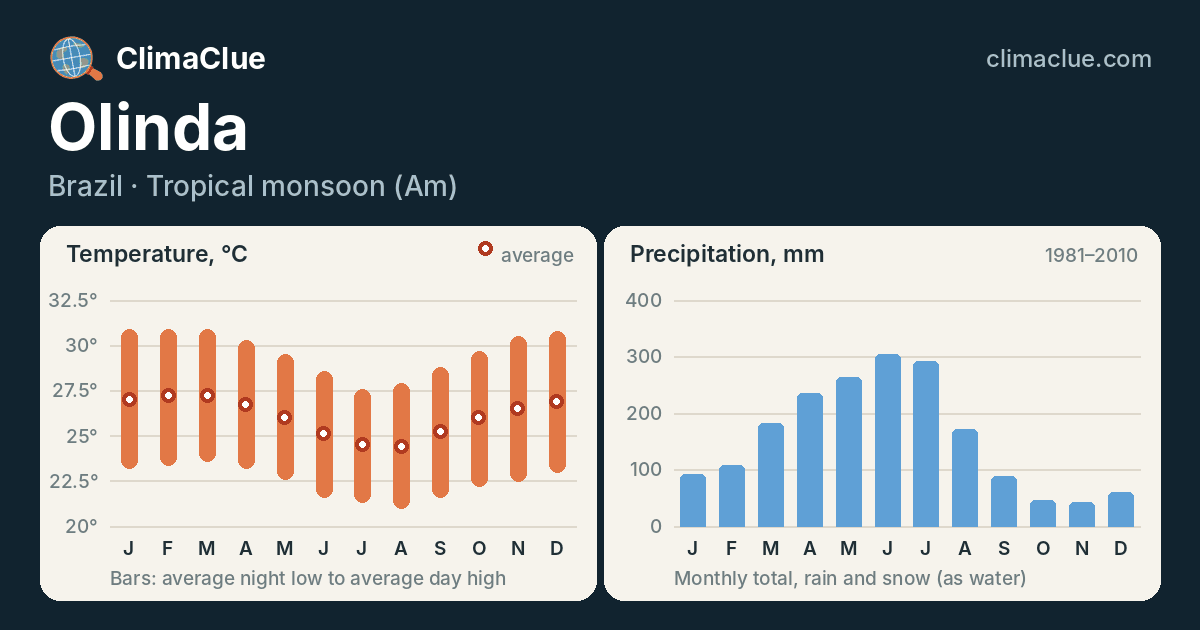 ClimaClue
climaclue.com
Olinda
Brazil · Tropical monsoon (Am)
Temperature, °C
average
32.5°
30°
27.5°
25°
22.5°
20°
J F M A M J J A S O N D
Bars: average night low to average day high
Precipitation, mm
1981–2010
400
300
200
100
0
J F M A M J J A S O N D
Monthly total, rain and snow (as water)